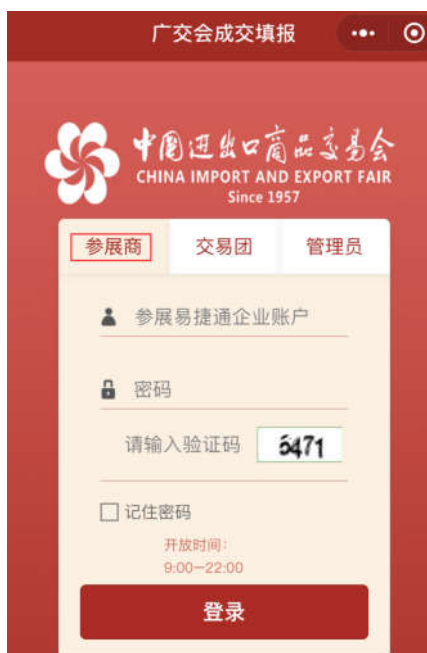 广交会成交填报
中国进出口商品交易会
CHINA IMPORT AND EXPORT FAIR
Since 1957
参展商 交易团 管理员
参展易捷通企业账户
密码
请输入验证码 5471
记住密码
开放时间:
9:00—22:00
登录